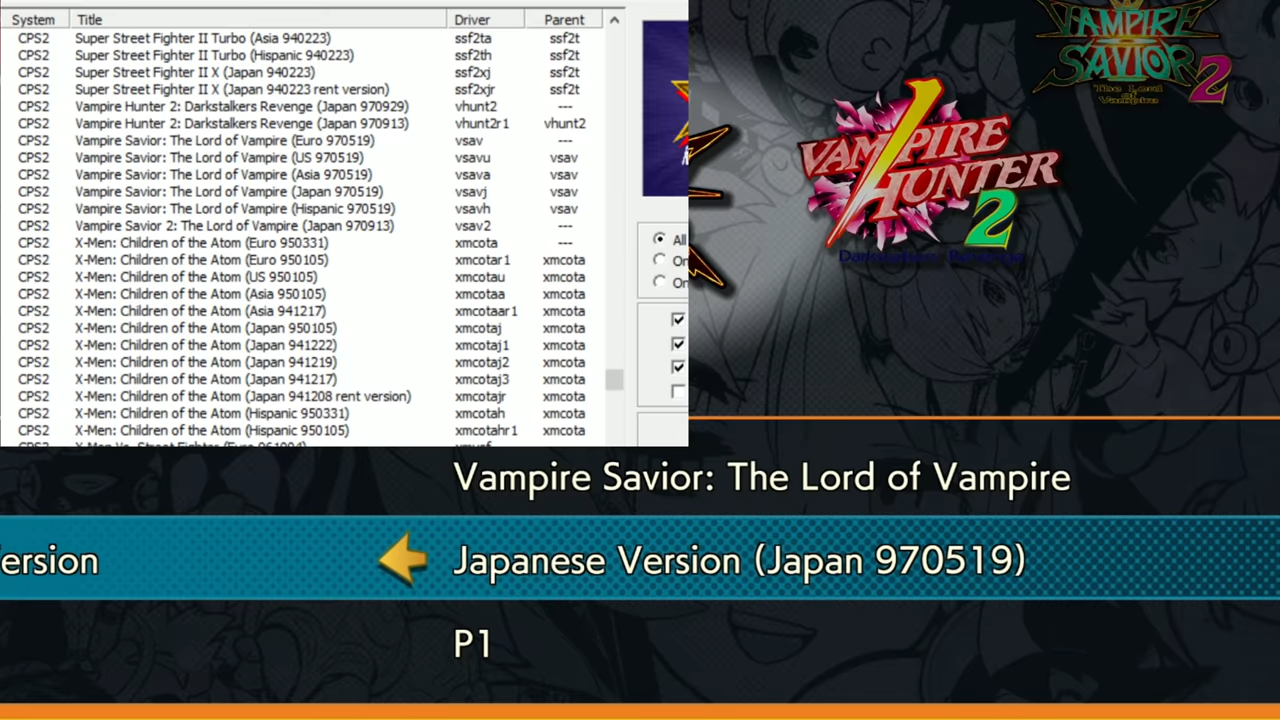 System Title Driver Parent
CPS2 Super Street Fighter II Turbo (Asia 940223) ssf2ta ssf2t
CPS2 Super Street Fighter II Turbo (Hispanic 940223) ssf2th ssf2t
CPS2 Super Street Fighter II X (Japan 940223) ssf2xj ssf2t
CPS2 Super Street Fighter II X (Japan 940223 rent version) ssf2xjr ssf2t
CPS2 Vampire Hunter 2: Darkstalkers Revenge (Japan 970929) vhunt2 ---
CPS2 Vampire Hunter 2: Darkstalkers Revenge (Japan 970913) vhunt2r1 vhunt2
CPS2 Vampire Savior: The Lord of Vampire (Euro 970519) vsav ---
CPS2 Vampire Savior: The Lord of Vampire (US 970519) vsavu vsav
CPS2 Vampire Savior: The Lord of Vampire (Asia 970519) vsava vsav
CPS2 Vampire Savior: The Lord of Vampire (Japan 970519) vsavj vsav
CPS2 Vampire Savior: The Lord of Vampire (Hispanic 970519) vsavh vsav
CPS2 Vampire Savior 2: The Lord of Vampire (Japan 970913) vsav2 ---
CPS2 X-Men: Children of the Atom (Euro 950331) xmcota ---
CPS2 X-Men: Children of the Atom (Euro 950105) xmcotar1 xmcota
CPS2 X-Men: Children of the Atom (US 950105) xmcotau xmcota
CPS2 X-Men: Children of the Atom (Asia 950105) xmcotaa xmcota
CPS2 X-Men: Children of the Atom (Asia 941217) xmcotaar1 xmcota
CPS2 X-Men: Children of the Atom (Japan 950105) xmcotaj xmcota
CPS2 X-Men: Children of the Atom (Japan 941222) xmcotaj1 xmcota
CPS2 X-Men: Children of the Atom (Japan 941219) xmcotaj2 xmcota
CPS2 X-Men: Children of the Atom (Japan 941217) xmcotaj3 xmcota
CPS2 X-Men: Children of the Atom (Japan 941208 rent version) xmcotajr xmcota
CPS2 X-Men: Children of the Atom (Hispanic 950331) xmcotah xmcota
CPS2 X-Men: Children of the Atom (Hispanic 950105) xmcotahr1 xmcota
All
On
On
VAMPIRE
SAVIOR 2
The Lord
of
Vampire
VAMPIRE
HUNTER
2
Darkstalkers Revenge
Vampire Savior: The Lord of Vampire
ersion Japanese Version (Japan 970519)
P1